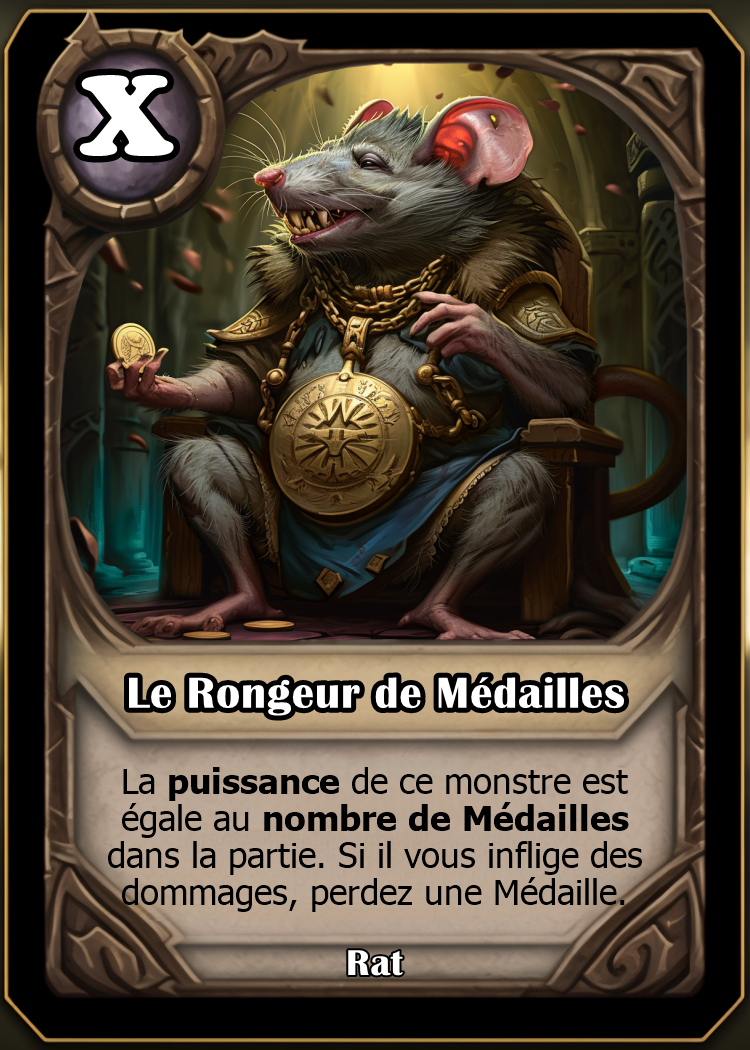 X
Le Rongeur de Médailles
La puissance de ce monstre est
égale au nombre de Médailles
dans la partie. Si il vous inflige des
dommages, perdez une Médaille.
Rat